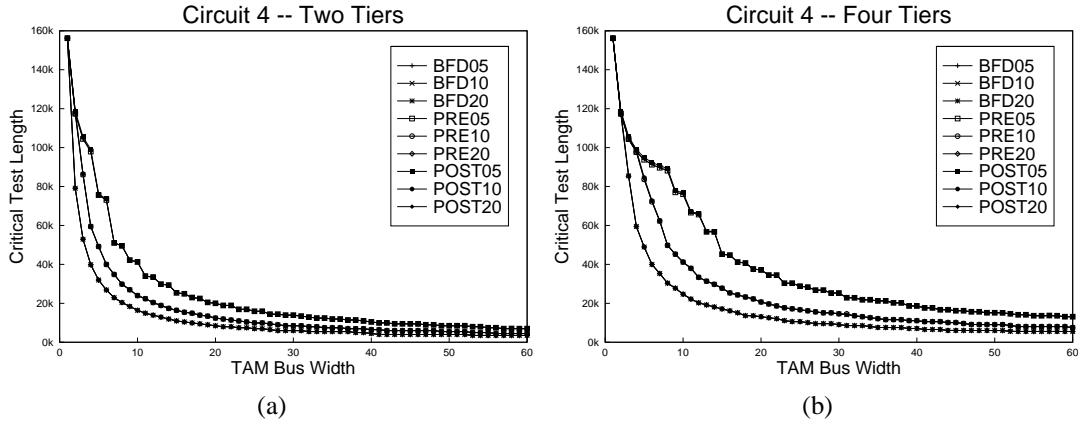 Circuit 4 -- Two Tiers
160k
140k
120k
100k
80k
60k
40k
20k
0k
Critical Test Length
BFD05
BFD10
BFD20
PRE05
PRE10
PRE20
POST05
POST10
POST20
0
10
20
30
40
50
60
TAM Bus Width
(a)
Circuit 4 -- Four Tiers
160k
140k
120k
100k
80k
60k
40k
20k
0k
Critical Test Length
BFD05
BFD10
BFD20
PRE05
PRE10
PRE20
POST05
POST10
POST20
0
10
20
30
40
50
60
TAM Bus Width
(b)